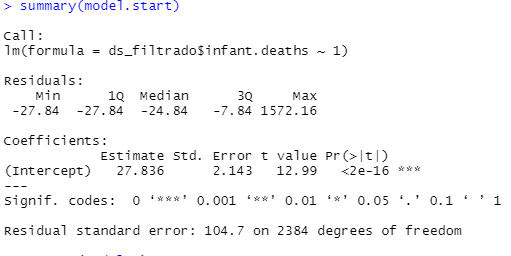 > summary(model.start)
Call:
lm(formula = ds_filtrado$infant.deaths ~ 1)
Residuals:
Min 1Q Median 3Q Max
-27.84 -27.84 -24.84 -7.84 1572.16
Coefficients:
Estimate Std. Error t value Pr(>|t|)
(Intercept) 27.836 2.143 12.99 <2e-16 ***
---
Signif. codes: 0 ‘***’ 0.001 ‘**’ 0.01 ‘*’ 0.05 ‘.’ 0.1 ‘ ’ 1
Residual standard error: 104.7 on 2384 degrees of freedom